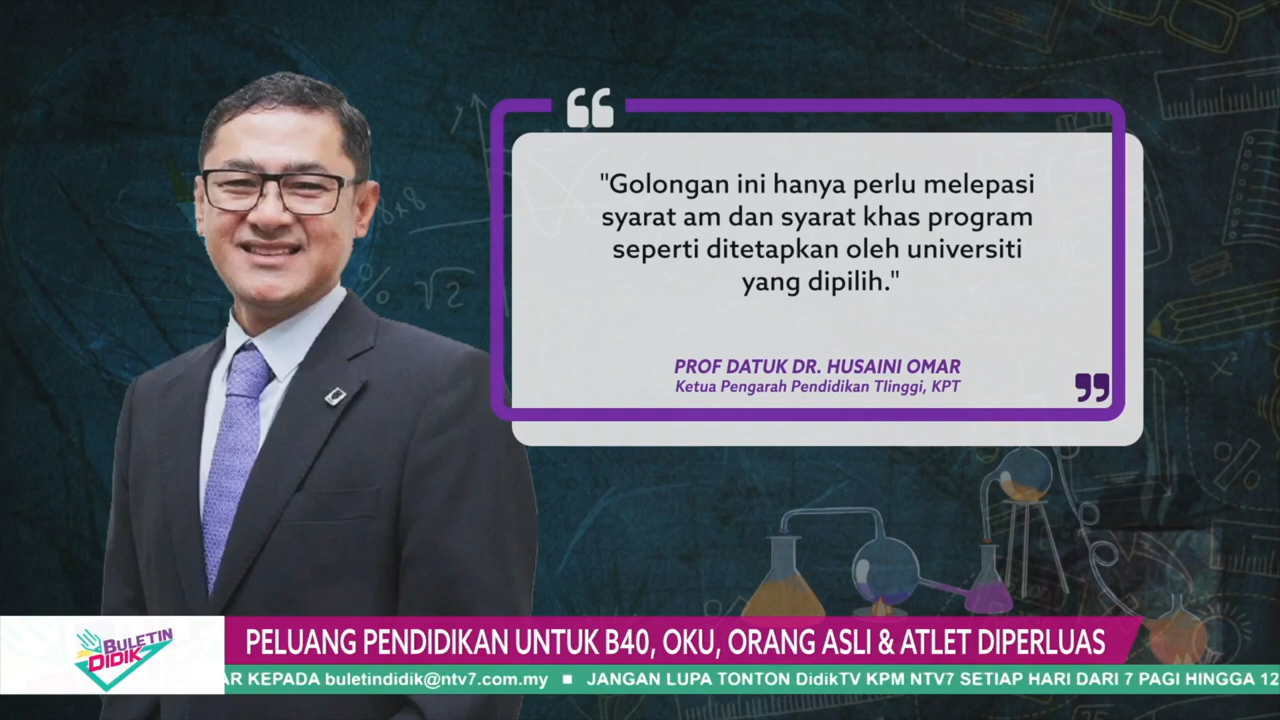 "Golongan ini hanya perlu melepasi
syarat am dan syarat khas program
seperti ditetapkan oleh universiti
yang dipilih."
PROF DATUK DR. HUSAINI OMAR
Ketua Pengarah Pendidikan TIinggi, KPT
BULETIN
DIDIK
PELUANG PENDIDIKAN UNTUK B40, OKU, ORANG ASLI & ATLET DIPERLUAS
AR KEPADA buletindidik@ntv7.com.my ■ JANGAN LUPA TONTON DidikTV KPM NTV7 SETIAP HARI DARI 7 PAGI HINGGA 12